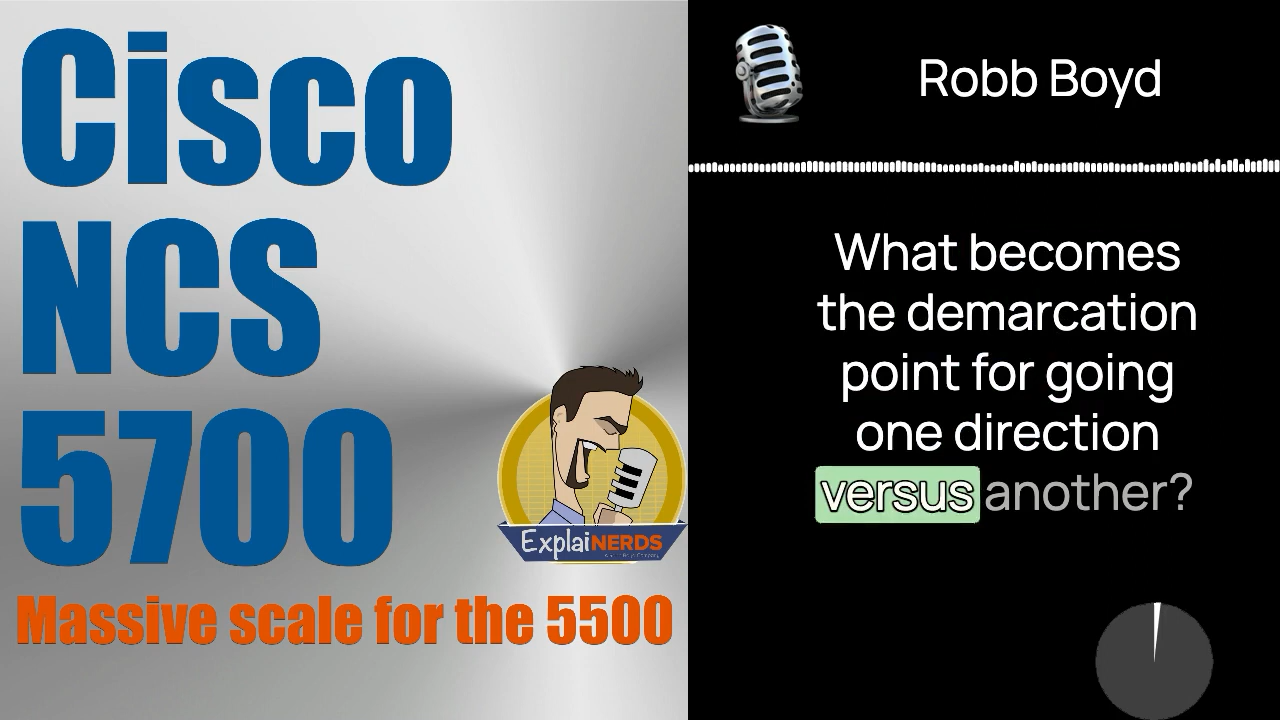 Cisco
NCS
5700
Massive scale for the 5500
ExplaiNERDS
Robb Boyd
What becomes
the demarcation
point for going
one direction
versus another?